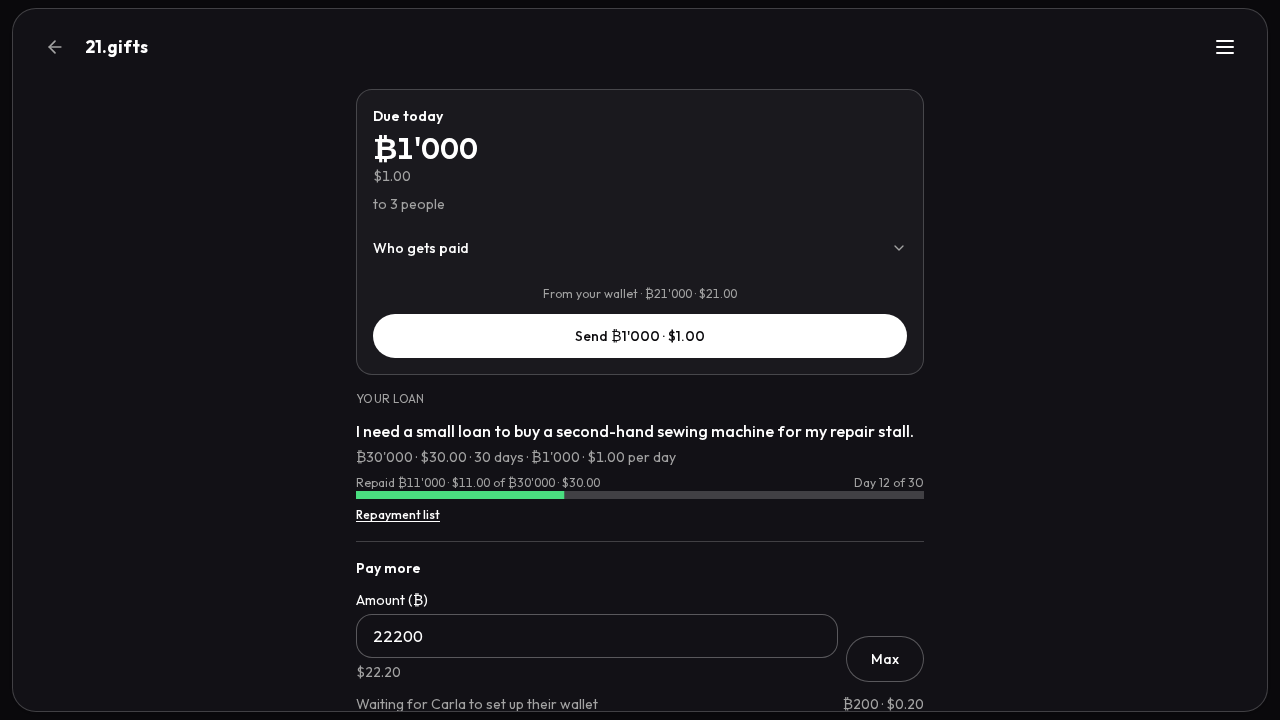 21.gifts
Due today
₿1'000
$1.00
to 3 people
Who gets paid
From your wallet · ₿21'000 · $21.00
Send ₿1'000 · $1.00
YOUR LOAN
I need a small loan to buy a second-hand sewing machine for my repair stall.
₿30'000 · $30.00 · 30 days · ₿1'000 · $1.00 per day
Repaid ₿11'000 · $11.00 of ₿30'000 · $30.00
Day 12 of 30
Repayment list
Pay more
Amount (₿)
22200
Max
$22.20
Waiting for Carla to set up their wallet
₿200 · $0.20